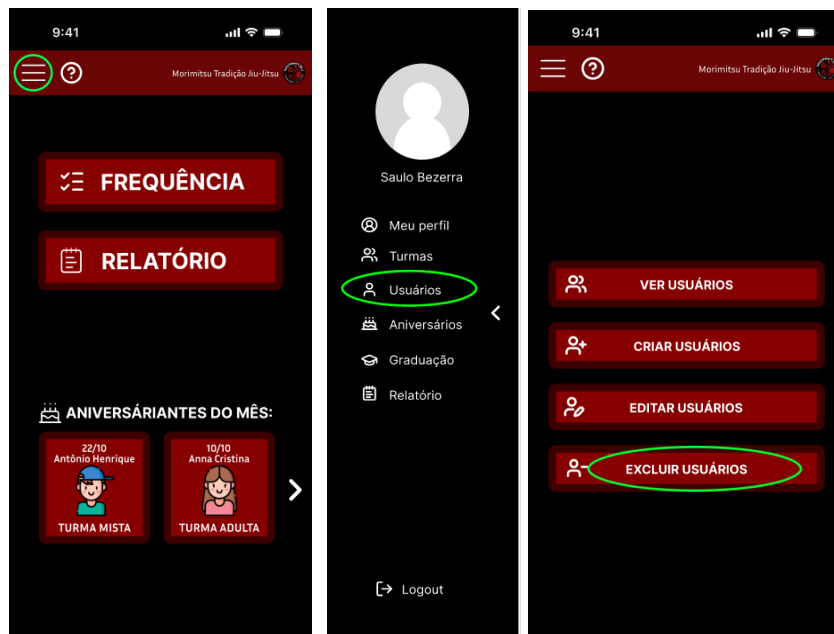 9:41
Morimitsu Tradição Jiu-Jitsu
FREQUÊNCIA
RELATÓRIO
ANIVERSÁRIANTES DO MÊS:
22/10
Antônio Henrique
TURMA MISTA
10/10
Anna Cristina
TURMA ADULTA
Saulo Bezerra
Meu perfil
Turmas
Usuários
Aniversários
Graduação
Relatório
Logout
9:41
Morimitsu Tradição Jiu-Jitsu
VER USUÁRIOS
CRIAR USUÁRIOS
EDITAR USUÁRIOS
EXCLUIR USUÁRIOS